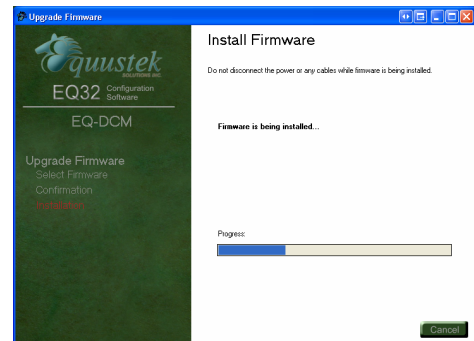 Upgrade Firmware
Equustek
SOLUTIONS INC.
EQ32 Configuration Software
EQ-DCM
Upgrade Firmware
Select Firmware
Confirmation
Install Firmware
Do not disconnect the power or any cables while firmware is being installed.
Firmware is being installed...
Progress:
Cancel